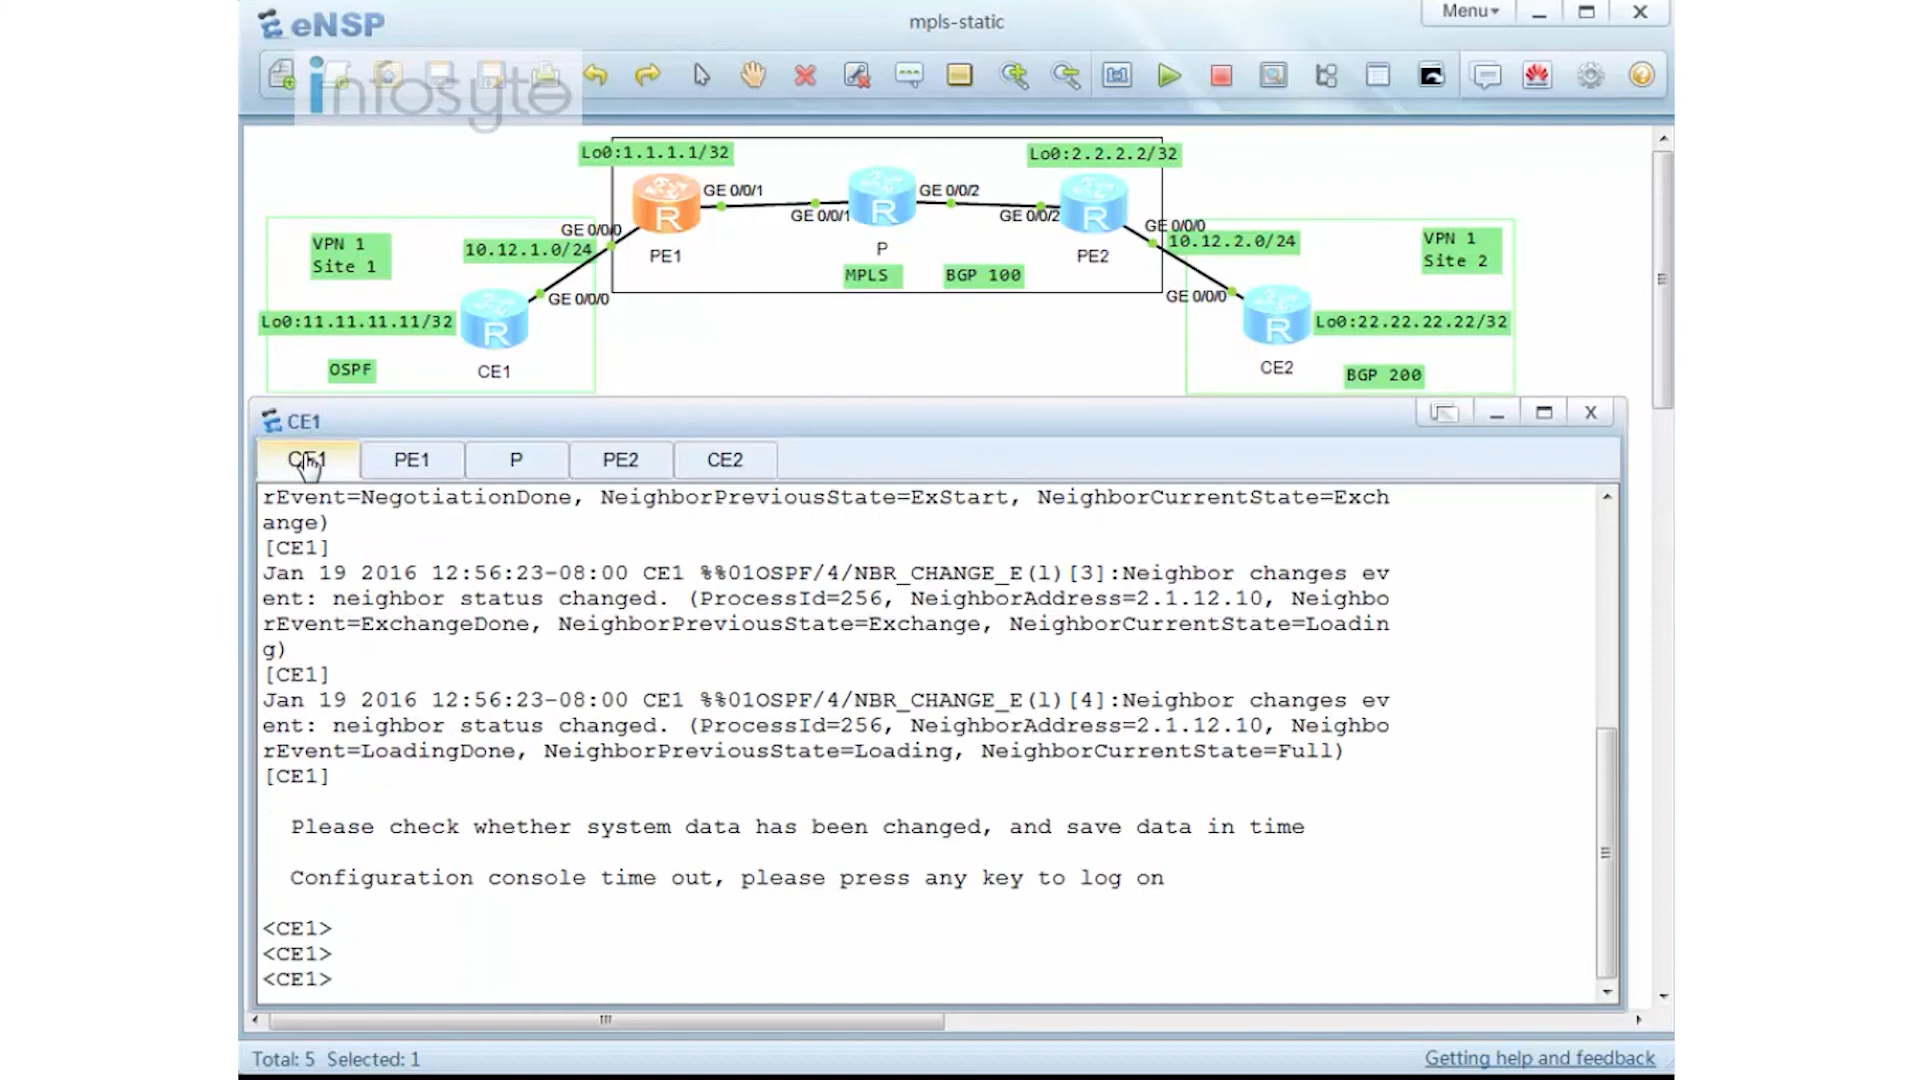 eNSP
mpls-static
Menu
infosyte
Lo0:1.1.1.1/32
Lo0:2.2.2.2/32
GE 0/0/1
GE 0/0/2
GE 0/0/1
GE 0/0/2
GE 0/0/0
GE 0/0/0
VPN 1
Site 1
10.12.1.0/24
PE1
P
PE2
10.12.2.0/24
VPN 1
Site 2
MPLS
BGP 100
GE 0/0/0
GE 0/0/0
Lo0:11.11.11.11/32
Lo0:22.22.22.22/32
OSPF
CE1
CE2
BGP 200
CE1
CE1
PE1
P
PE2
CE2
rEvent=NegotiationDone, NeighborPreviousState=ExStart, NeighborCurrentState=Exch
ange)
[CE1]
Jan 19 2016 12:56:23-08:00 CE1 %%01OSPF/4/NBR_CHANGE_E(l)[3]:Neighbor changes ev
ent: neighbor status changed. (ProcessId=256, NeighborAddress=2.1.12.10, Neighbo
rEvent=ExchangeDone, NeighborPreviousState=Exchange, NeighborCurrentState=Loadin
g)
[CE1]
Jan 19 2016 12:56:23-08:00 CE1 %%01OSPF/4/NBR_CHANGE_E(l)[4]:Neighbor changes ev
ent: neighbor status changed. (ProcessId=256, NeighborAddress=2.1.12.10, Neighbo
rEvent=LoadingDone, NeighborPreviousState=Loading, NeighborCurrentState=Full)
[CE1]
Please check whether system data has been changed, and save data in time
Configuration console time out, please press any key to log on
<CE1>
<CE1>
<CE1>
Total: 5 Selected: 1
Getting help and feedback